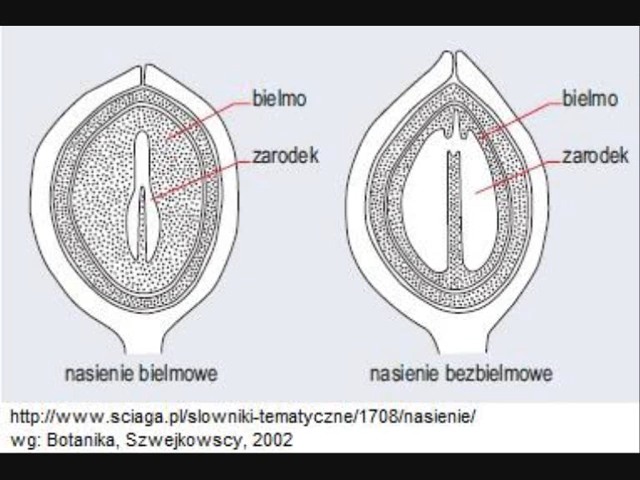 bielmo
zarodek
bielmo
zarodek
nasienie bielmowe
nasienie bezbielmowe
http://www.sciaga.pl/slowniki-tematyczne/1708/nasienie/
wg: Botanika, Szwejkowscy, 2002